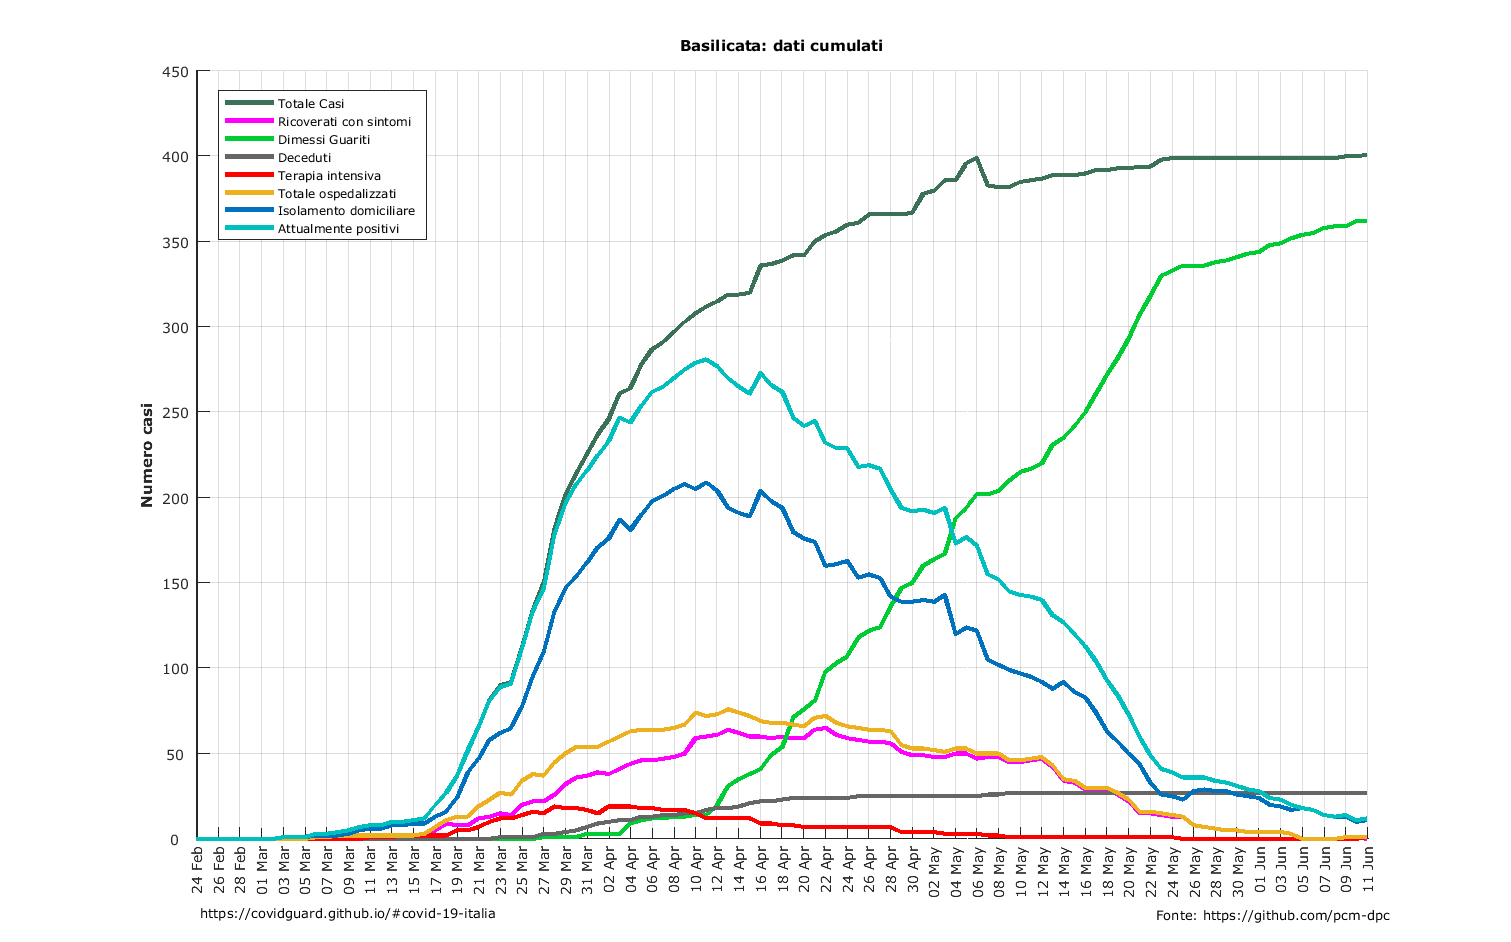 Basilicata: dati cumulati
Numero casi
450
400
350
300
250
200
150
100
50
0
Totale Casi
Ricoverati con sintomi
Dimessi Guariti
Deceduti
Terapia intensiva
Totale ospedalizzati
Isolamento domiciliare
Attualmente positivi
24 Feb
26 Feb
28 Feb
01 Mar
03 Mar
05 Mar
07 Mar
09 Mar
11 Mar
13 Mar
15 Mar
17 Mar
19 Mar
21 Mar
23 Mar
25 Mar
27 Mar
29 Mar
31 Mar
02 Apr
04 Apr
06 Apr
08 Apr
10 Apr
12 Apr
14 Apr
16 Apr
18 Apr
20 Apr
22 Apr
24 Apr
26 Apr
28 Apr
30 Apr
02 May
04 May
06 May
08 May
10 May
12 May
14 May
16 May
18 May
20 May
22 May
24 May
26 May
28 May
30 May
01 Jun
03 Jun
05 Jun
07 Jun
09 Jun
11 Jun
https://covidguard.github.io/#covid-19-italia
Fonte: https://github.com/pcm-dpc